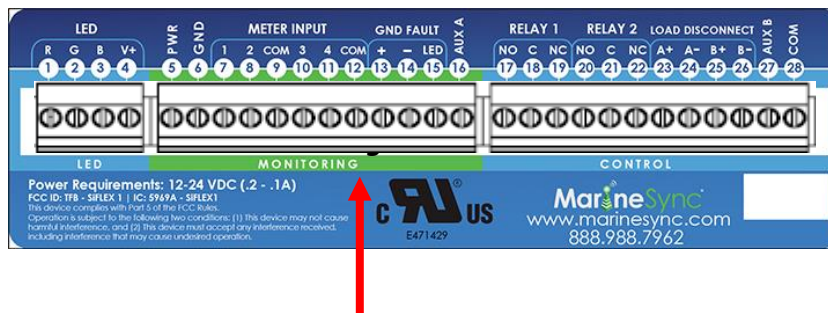 LED METER INPUT GND FAULT RELAY 1 RELAY 2 LOAD DISCONNECT
R G B V+ PWR GND 1 2 COM 3 4 COM + − LED AUX A NO C NC NO C NC A+ A− B+ B− AUX B COM
1 2 3 4 5 6 7 8 9 10 11 12 13 14 15 16 17 18 19 20 21 22 23 24 25 26 27 28
LED MONITORING CONTROL
Power Requirements: 12-24 VDC (.2 - .1A)
FCC ID: TFB - SiFLEX 1 | IC: 5969A - SIFLEX1
This device complies with Part 5 of the FCC Rules.
Operation is subject to the following two conditions: (1) This device may not cause
harmful interference, and (2) This device must accept any interference received,
including interference that may cause undesired operation.
C RU ® US
E471429
MarineSync
www.marinesync.com
888.988.7962